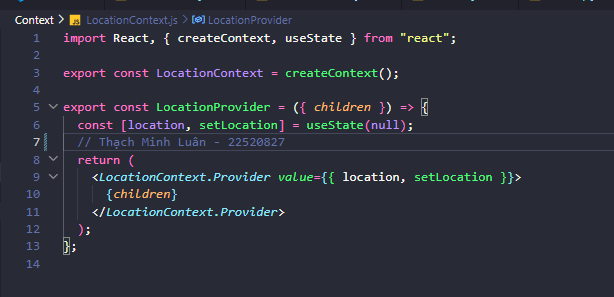 Context > JS LocationContext.js > LocationProvider
1 import React, { createContext, useState } from "react";
2
3 export const LocationContext = createContext();
4
5 export const LocationProvider = ({ children }) => {
6 const [location, setLocation] = useState(null);
7 // Thạch Minh Luân - 22520827
8 return (
9 <LocationContext.Provider value={{ location, setLocation }}>
10 {children}
11 </LocationContext.Provider>
12 );
13 };
14